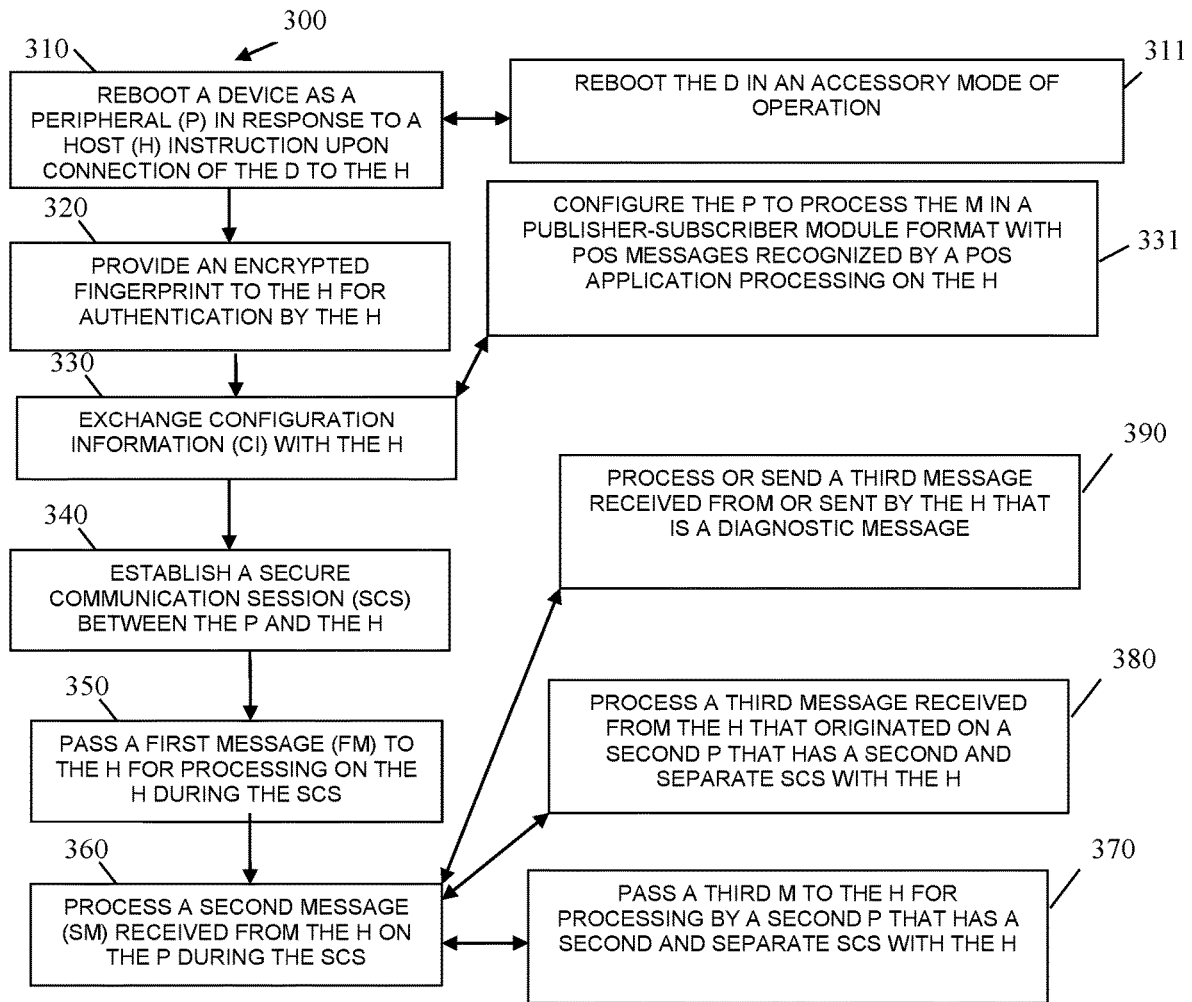 300
310
REBOOT A DEVICE AS A
PERIPHERAL (P) IN RESPONSE TO A
HOST (H) INSTRUCTION UPON
CONNECTION OF THE D TO THE H
311
REBOOT THE D IN AN ACCESSORY MODE OF
OPERATION
320
PROVIDE AN ENCRYPTED
FINGERPRINT TO THE H FOR
AUTHENTICATION BY THE H
330
EXCHANGE CONFIGURATION
INFORMATION (CI) WITH THE H
331
CONFIGURE THE P TO PROCESS THE M IN A
PUBLISHER-SUBSCRIBER MODULE FORMAT WITH
POS MESSAGES RECOGNIZED BY A POS
APPLICATION PROCESSING ON THE H
340
ESTABLISH A SECURE
COMMUNICATION SESSION (SCS)
BETWEEN THE P AND THE H
350
PASS A FIRST MESSAGE (FM) TO
THE H FOR PROCESSING ON THE
H DURING THE SCS
360
PROCESS A SECOND MESSAGE
(SM) RECEIVED FROM THE H ON
THE P DURING THE SCS
390
PROCESS OR SEND A THIRD MESSAGE
RECEIVED FROM OR SENT BY THE H THAT
IS A DIAGNOSTIC MESSAGE
380
PROCESS A THIRD MESSAGE RECEIVED
FROM THE H THAT ORIGINATED ON A
SECOND P THAT HAS A SECOND AND
SEPARATE SCS WITH THE H
370
PASS A THIRD M TO THE H FOR
PROCESSING BY A SECOND P THAT HAS A
SECOND AND SEPARATE SCS WITH THE H